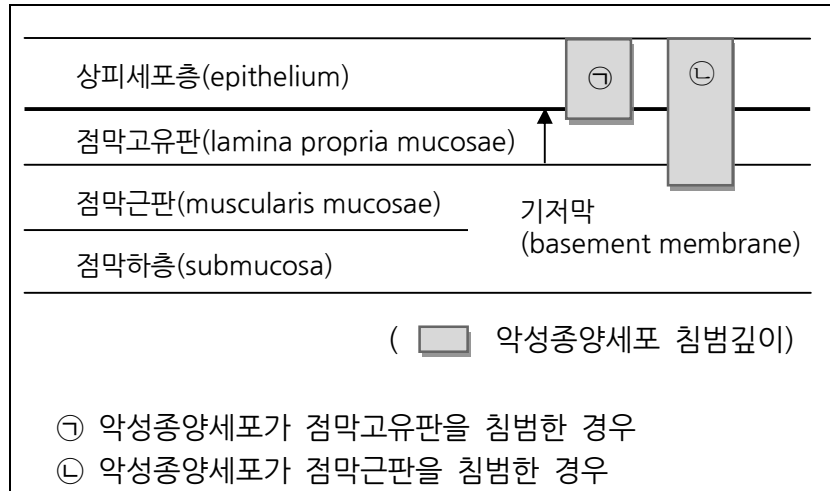 상피세포층(epithelium)
㉠
㉡
점막고유판(lamina propria mucosae)
점막근판(muscularis mucosae)
기저막
(basement membrane)
점막하층(submucosa)
( 악성종양세포 침범깊이)
㉠ 악성종양세포가 점막고유판을 침범한 경우
㉡ 악성종양세포가 점막근판을 침범한 경우